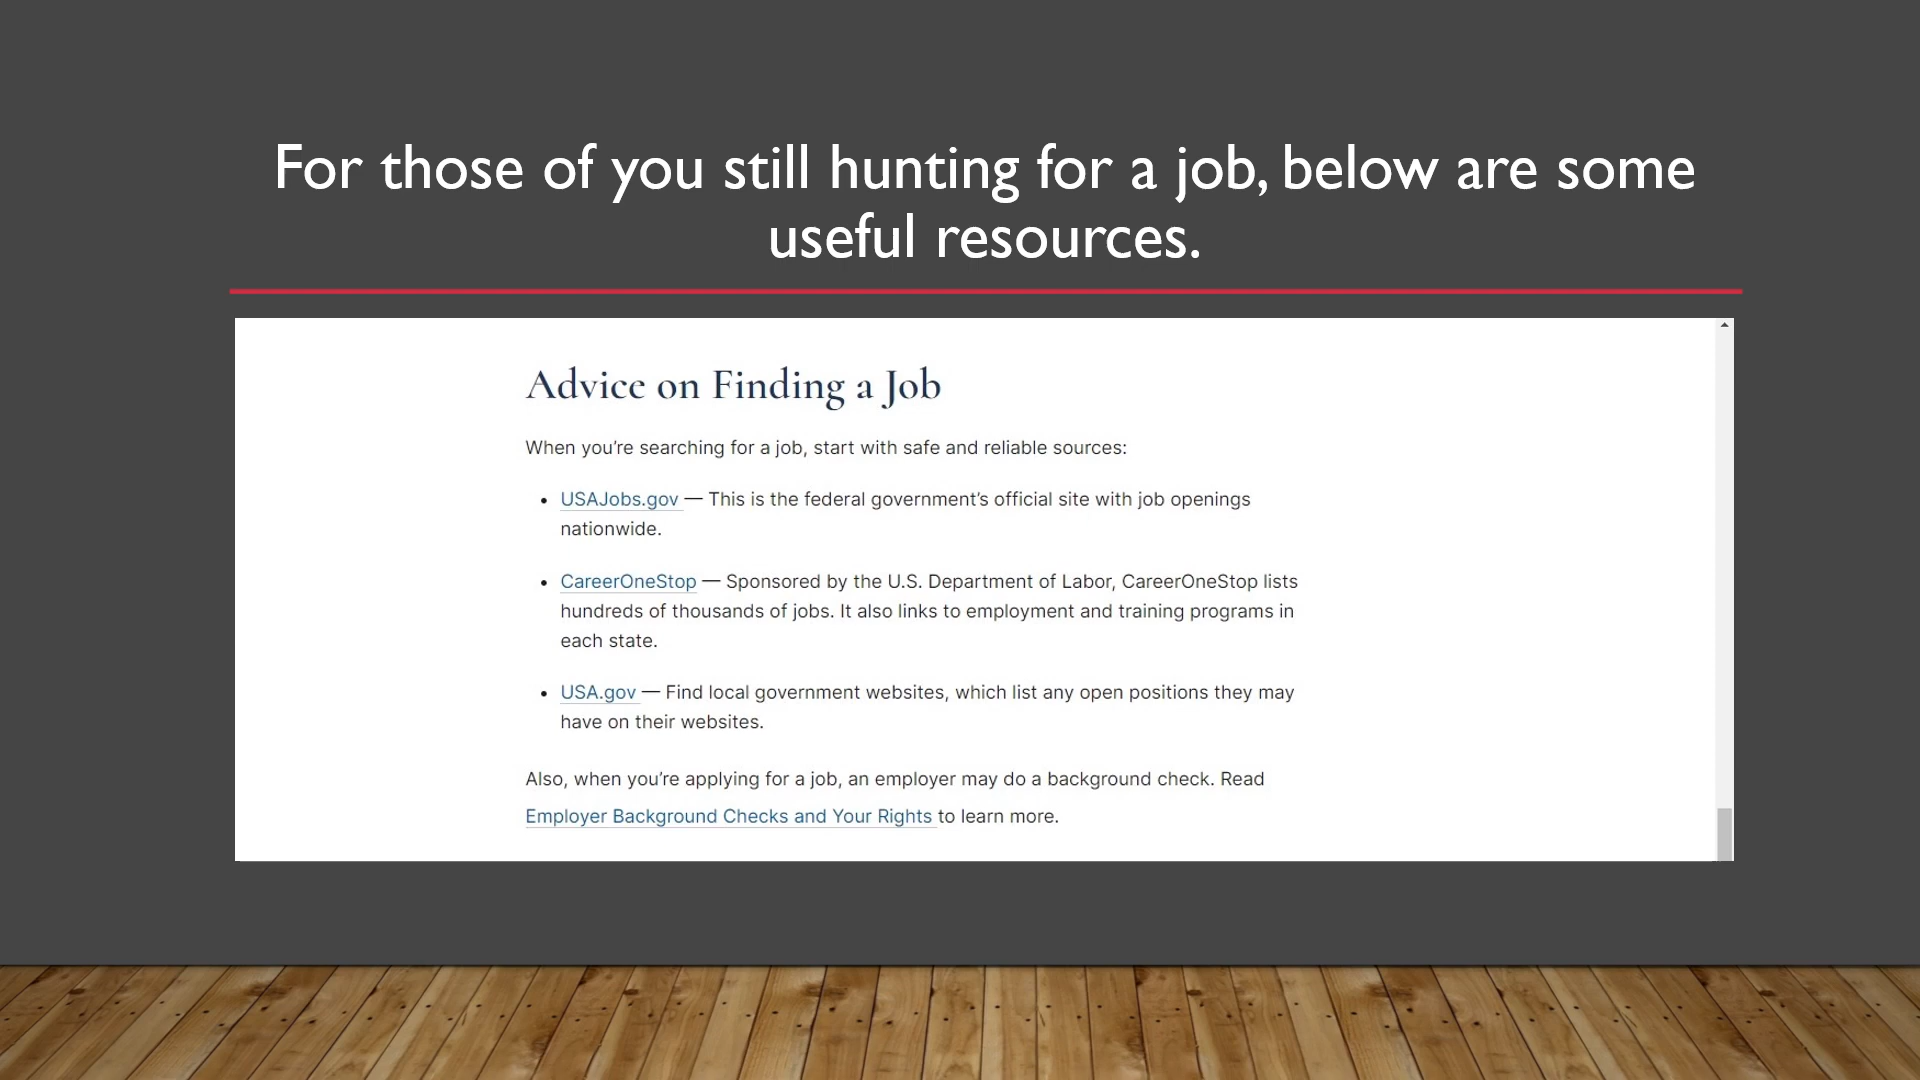 For those of you still hunting for a job, below are some
useful resources.
Advice on Finding a Job
When you’re searching for a job, start with safe and reliable sources:
• USAJobs.gov — This is the federal government’s official site with job openings
nationwide.
• CareerOneStop — Sponsored by the U.S. Department of Labor, CareerOneStop lists
hundreds of thousands of jobs. It also links to employment and training programs in
each state.
• USA.gov — Find local government websites, which list any open positions they may
have on their websites.
Also, when you’re applying for a job, an employer may do a background check. Read
Employer Background Checks and Your Rights to learn more.